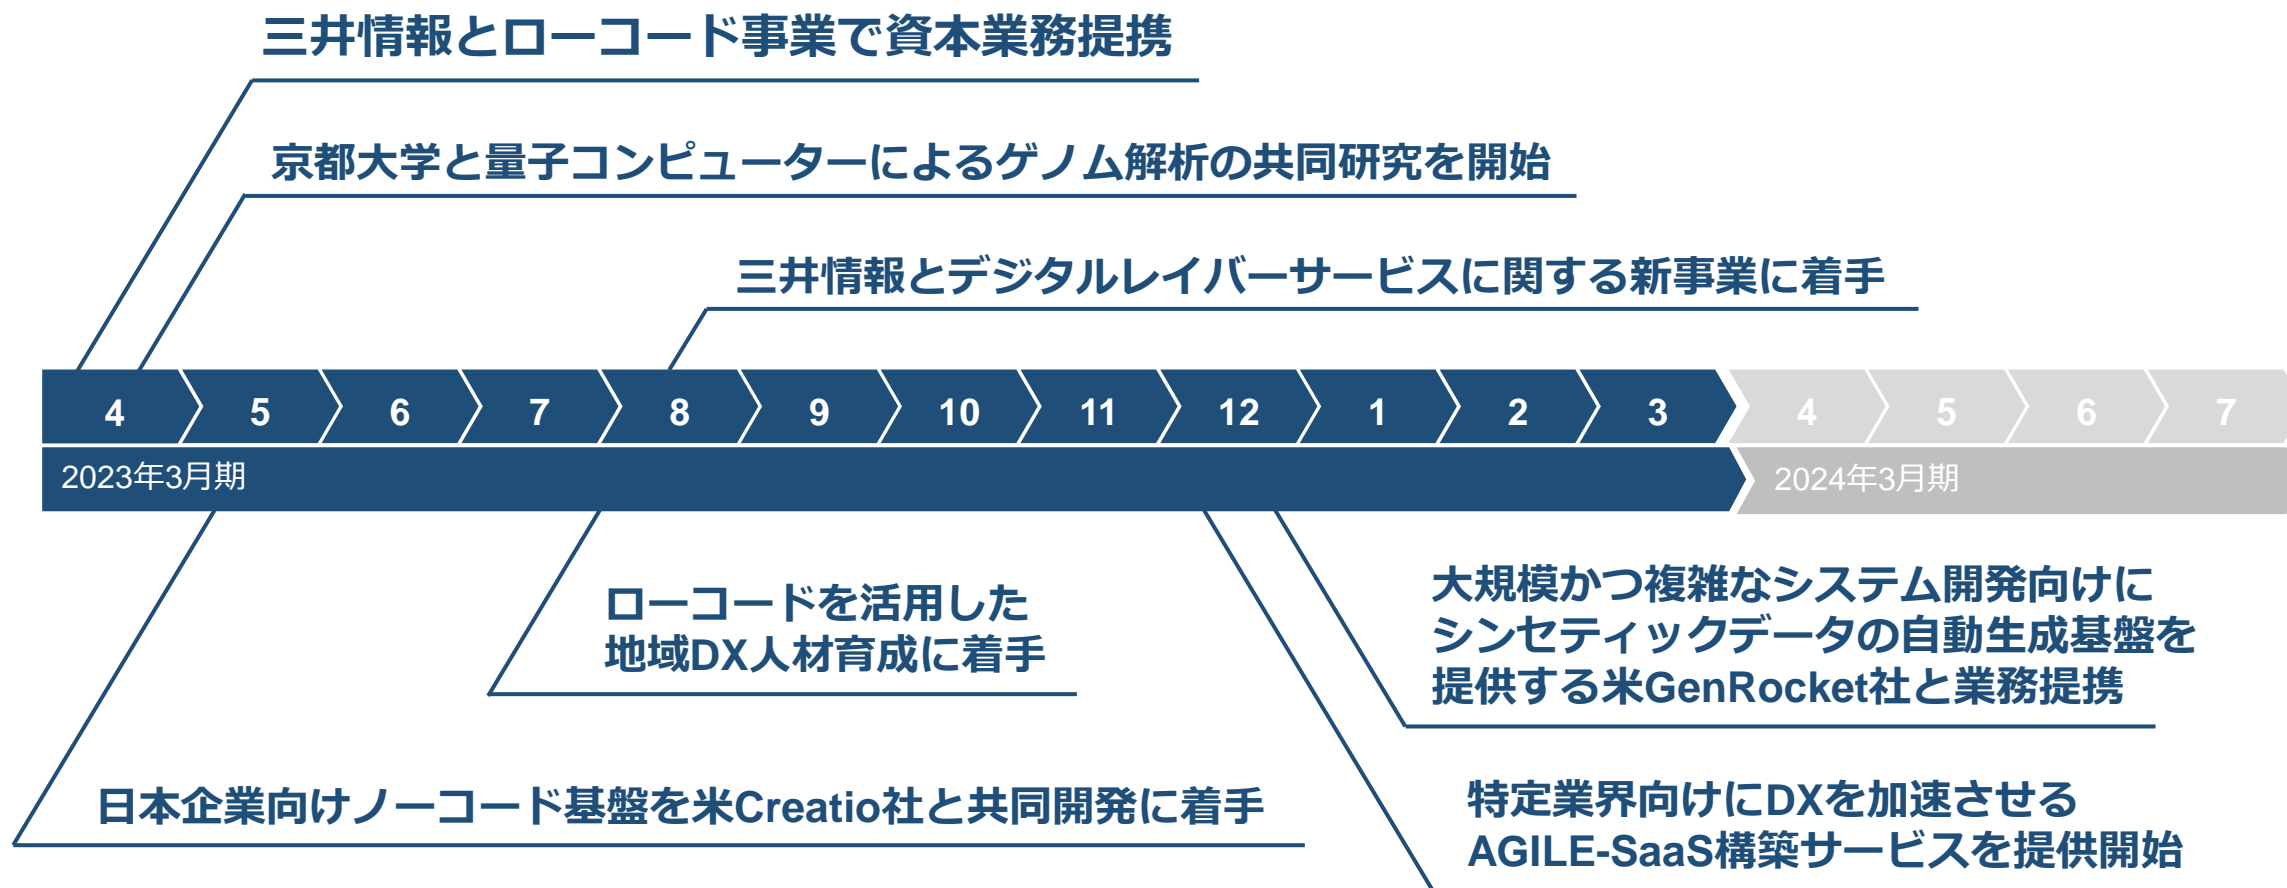 三井情報とローコード事業で資本業務提携
京都大学と量子コンピューターによるゲノム解析の共同研究を開始
三井情報とデジタルレイバーサービスに関する新事業に着手
4 5 6 7 8 9 10 11 12 1 2 3 4 5 6 7
2023年3月期 2024年3月期
ローコードを活用した
地域DX人材育成に着手
大規模かつ複雑なシステム開発向けに
シンセティックデータの自動生成基盤を
提供する米GenRocket社と業務提携
日本企業向けノーコード基盤を米Creatio社と共同開発に着手
特定業界向けにDXを加速させる
AGILE-SaaS構築サービスを提供開始